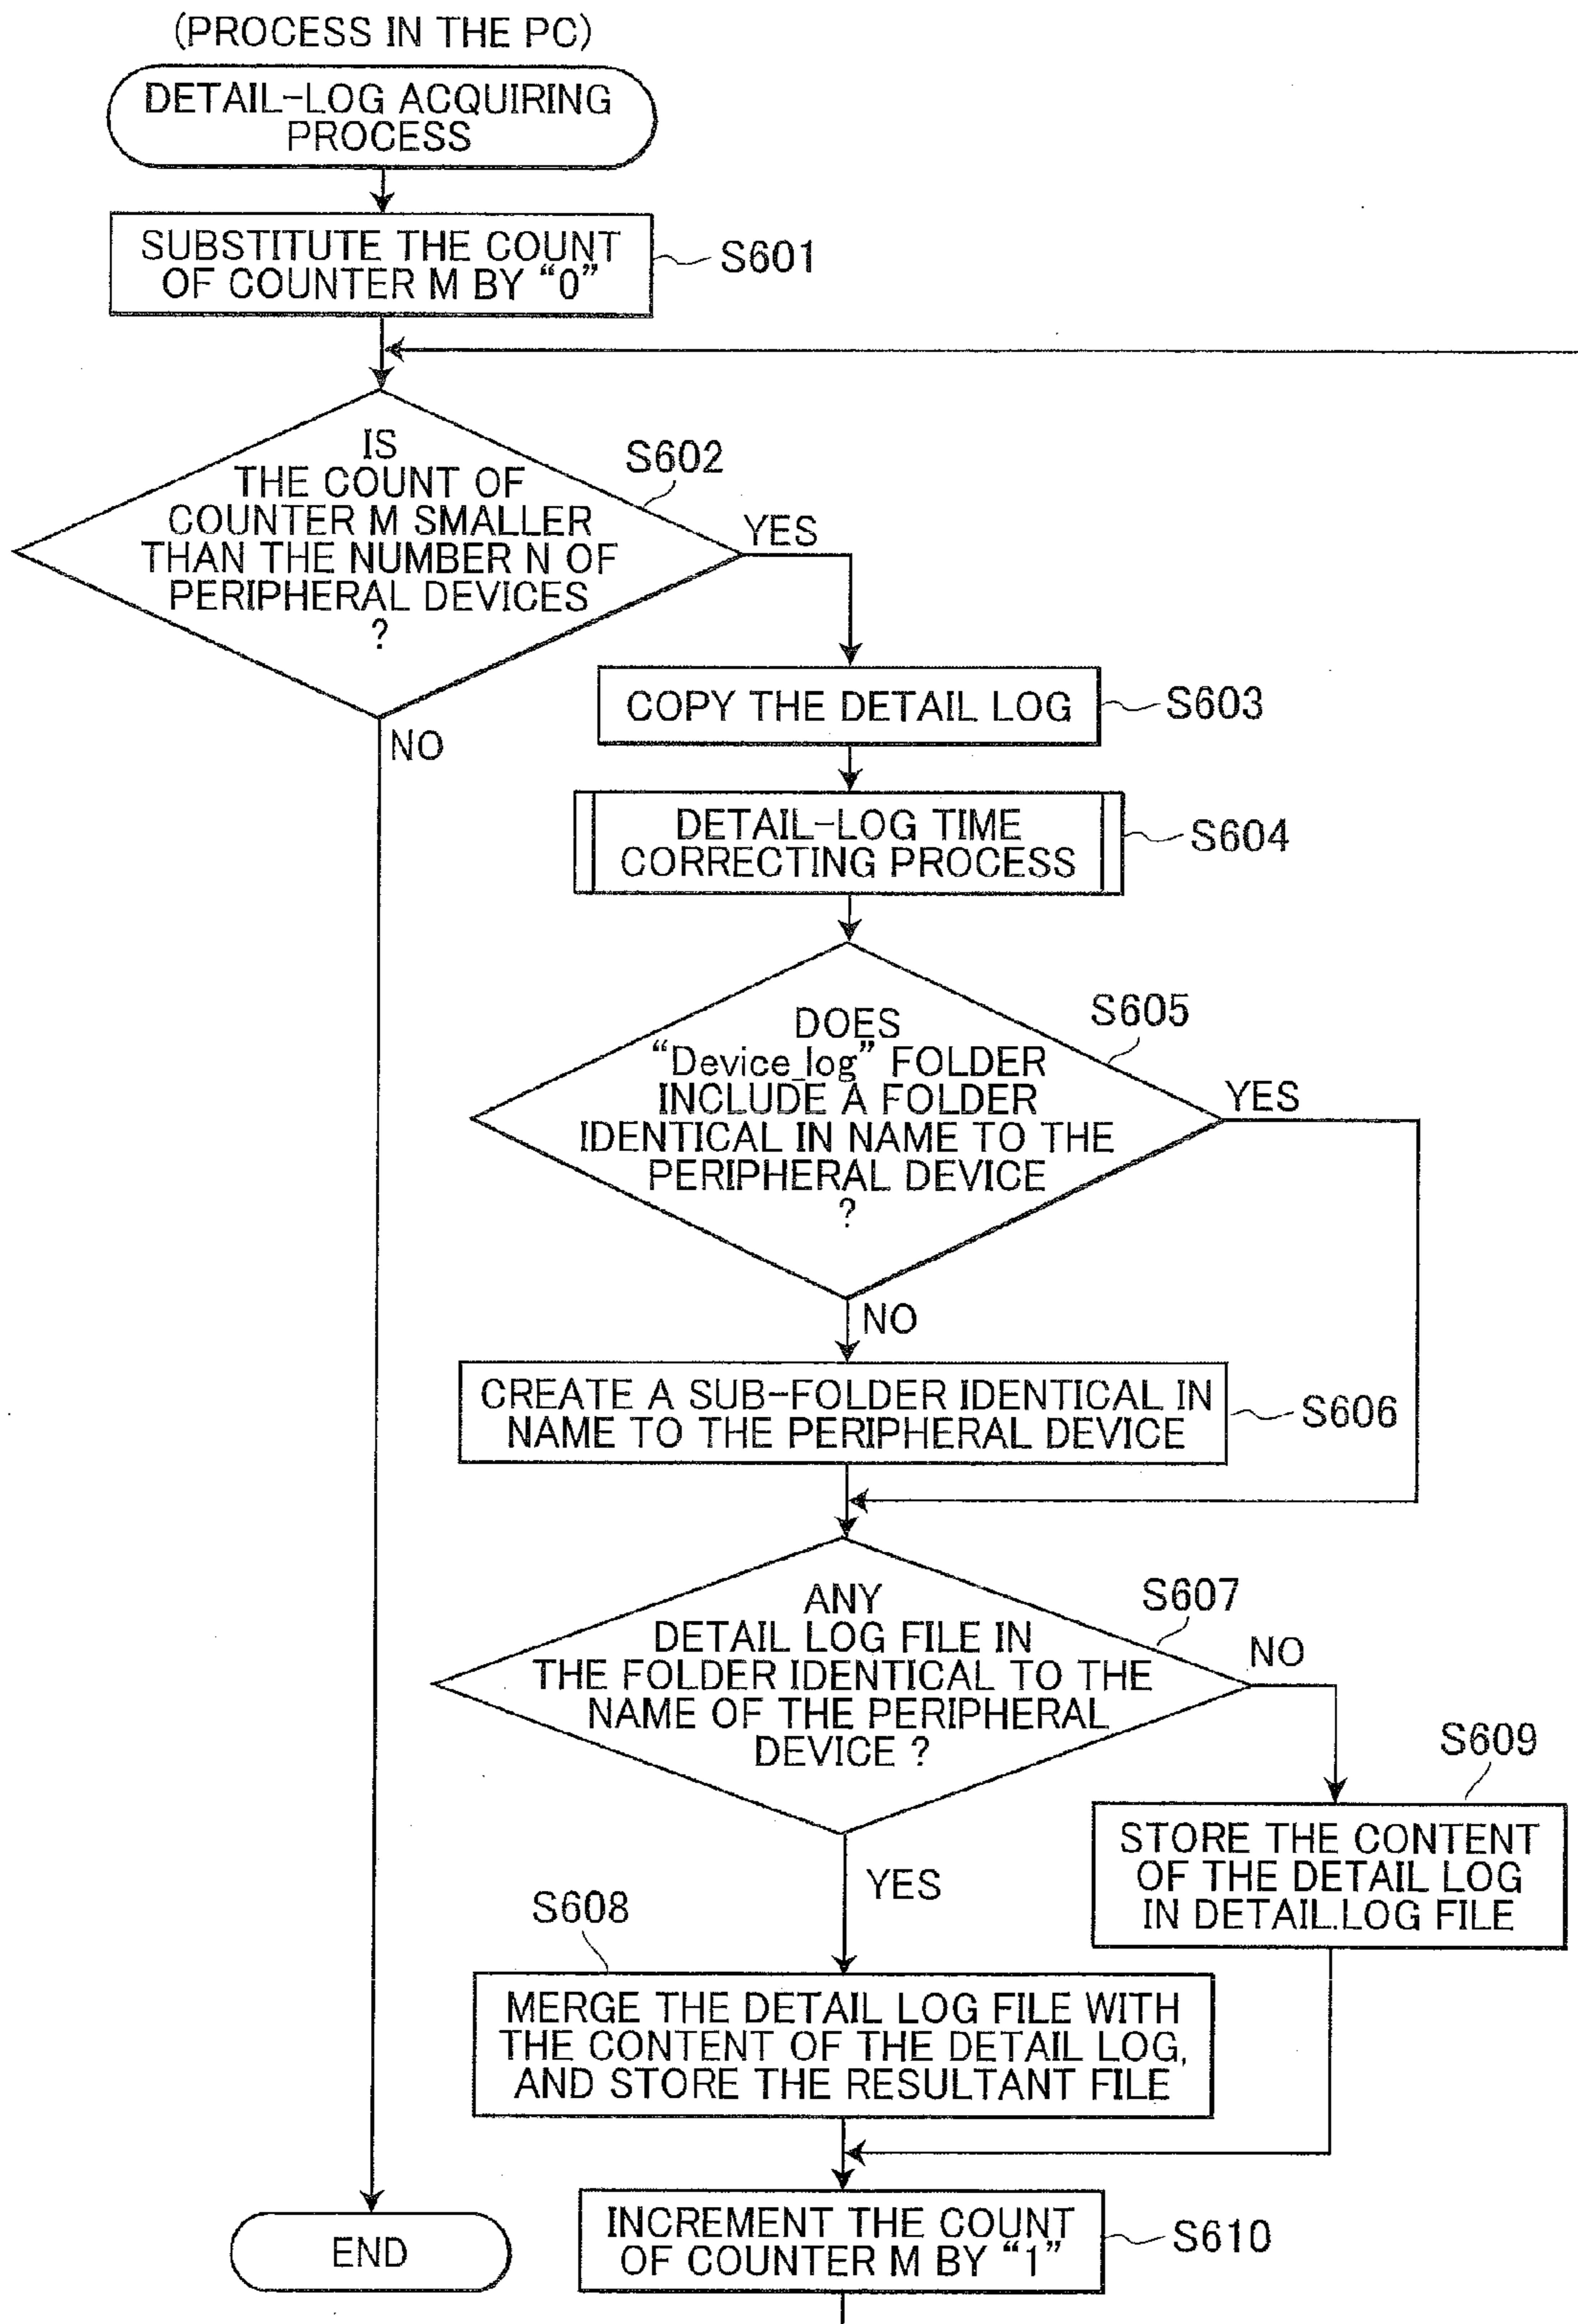 (PROCESS IN THE PC)
DETAIL-LOG ACQUIRING
PROCESS
SUBSTITUTE THE COUNT
OF COUNTER M BY “0”
S601
IS
THE COUNT OF
COUNTER M SMALLER
THAN THE NUMBER N OF
PERIPHERAL DEVICES
?
S602
YES
NO
COPY THE DETAIL LOG
S603
DETAIL-LOG TIME
CORRECTING PROCESS
S604
DOES
“Device_log” FOLDER
INCLUDE A FOLDER
IDENTICAL IN NAME TO THE
PERIPHERAL DEVICE
?
S605
YES
NO
CREATE A SUB-FOLDER IDENTICAL IN
NAME TO THE PERIPHERAL DEVICE
S606
ANY
DETAIL LOG FILE IN
THE FOLDER IDENTICAL TO THE
NAME OF THE PERIPHERAL
DEVICE ?
S607
NO
YES
S609
STORE THE CONTENT
OF THE DETAIL LOG
IN DETAIL.LOG FILE
S608
MERGE THE DETAIL LOG FILE WITH
THE CONTENT OF THE DETAIL LOG,
AND STORE THE RESULTANT FILE
END
INCREMENT THE COUNT
OF COUNTER M BY “1”
S610